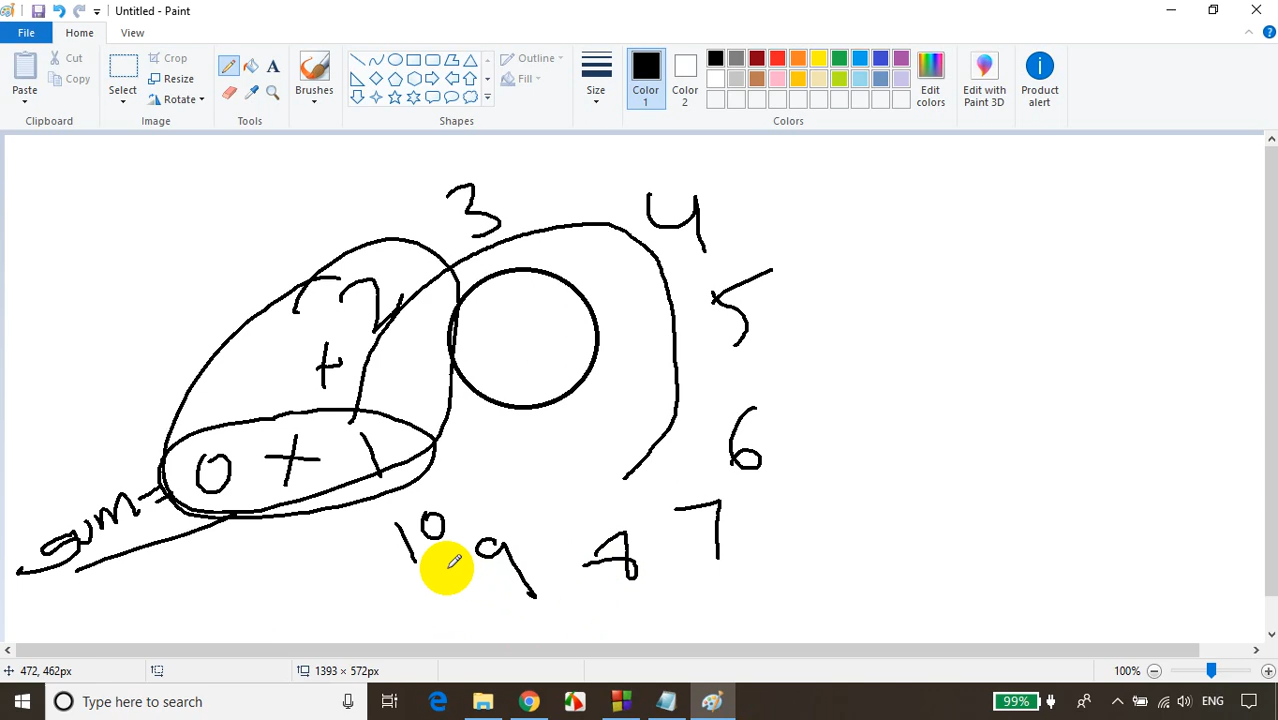 Untitled - Paint
File
Home
View
Paste
Cut
Copy
Clipboard
Select
Crop
Resize
Rotate
Image
A
Tools
Brushes
Shapes
Outline
Fill
Size
Color 1
Color 2
Colors
Edit colors
Edit with Paint 3D
Product alert
3
4
2
5
+
0 + 1
6
sum=
10
9
8
7
472, 462px
1393 × 572px
100%
Type here to search
99%
ENG